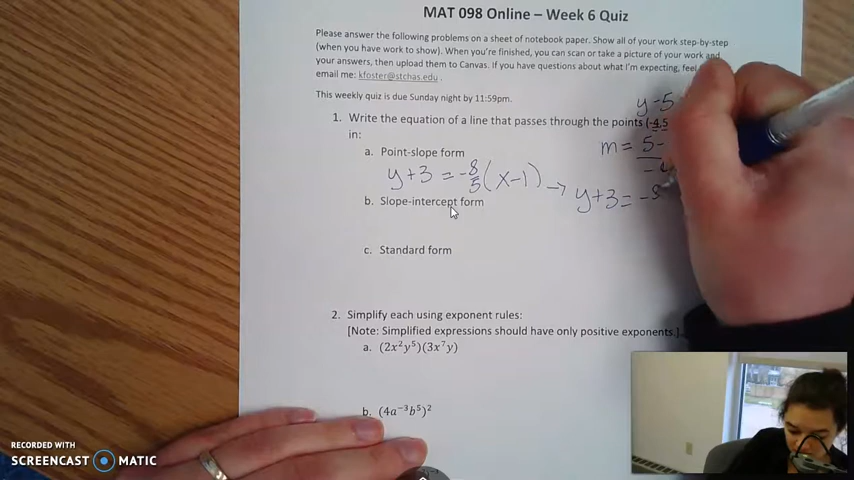 MAT 098 Online – Week 6 Quiz
Please answer the following problems on a sheet of notebook paper. Show all of your work step-by-step
(when you have work to show). When you're finished, you can scan or take a picture of your work and
your answers, then upload them to Canvas. If you have questions about what I'm expecting, feel
email me: kfoster@stchas.edu .
This weekly quiz is due Sunday night by 11:59pm.
y-5
1. Write the equation of a line that passes through the points (-4,5
in:
m = 5-
a. Point-slope form
y+3 = -8/5(x-1) → y+3= -8
b. Slope-intercept form
c. Standard form
2. Simplify each using exponent rules:
[Note: Simplified expressions should have only positive exponents.]
a. (2x²y⁵)(3x⁷y)
b. (4a⁻³b⁵)²
RECORDED WITH
SCREENCAST-O-MATIC